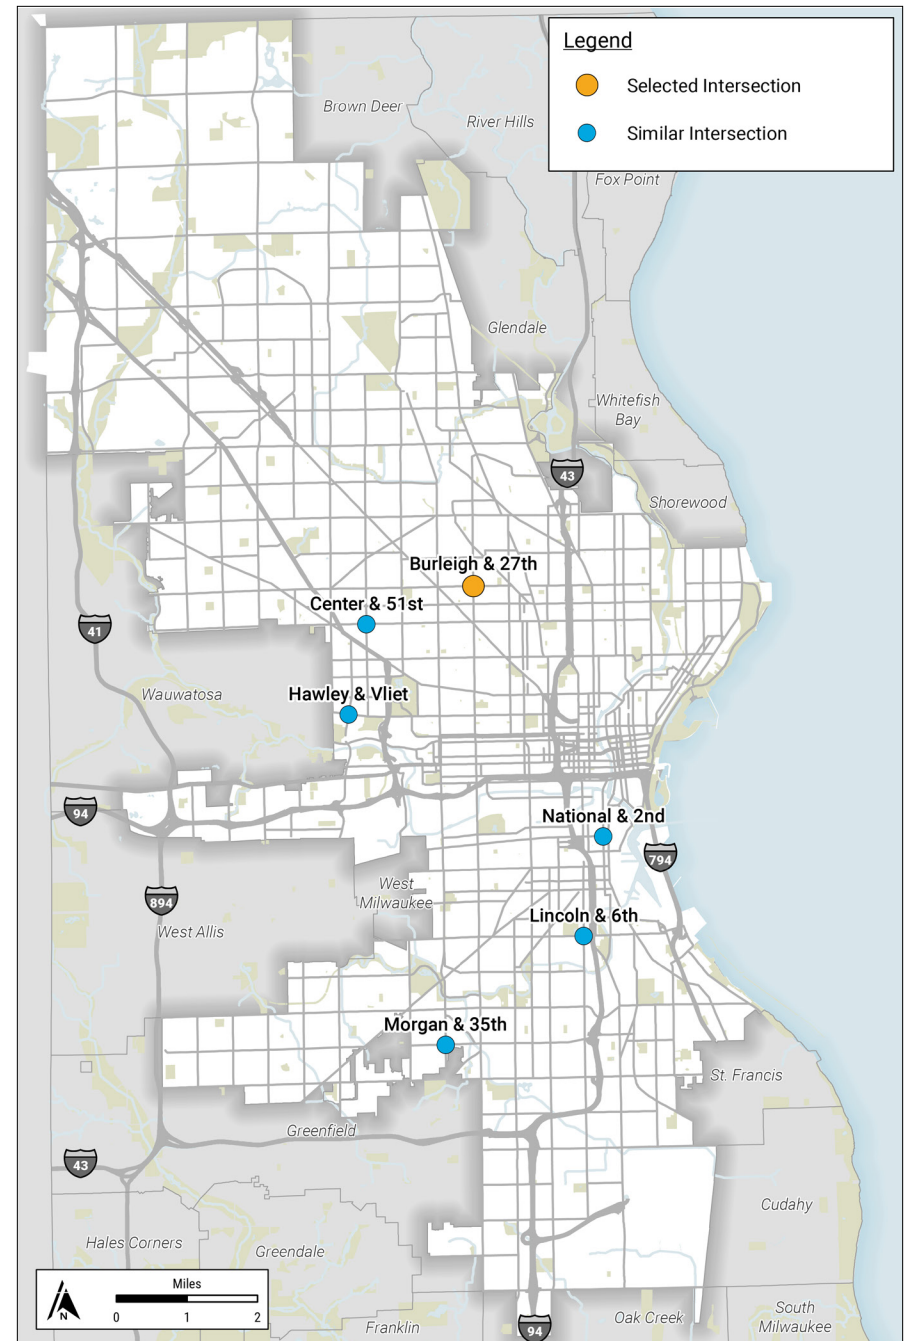 Legend
Selected Intersection
Similar Intersection
Brown Deer
River Hills
Fox Point
Glendale
Whitefish
Bay
43
Shorewood
Burleigh & 27th
Center & 51st
41
Wauwatosa
Hawley & Vliet
94
National & 2nd
794
West
Milwaukee
894
West Allis
Lincoln & 6th
Morgan & 35th
St. Francis
Greenfield
43
Cudahy
Hales Corners
Greendale
Miles
N
0 1 2
Franklin
94
Oak Creek
South
Milwaukee